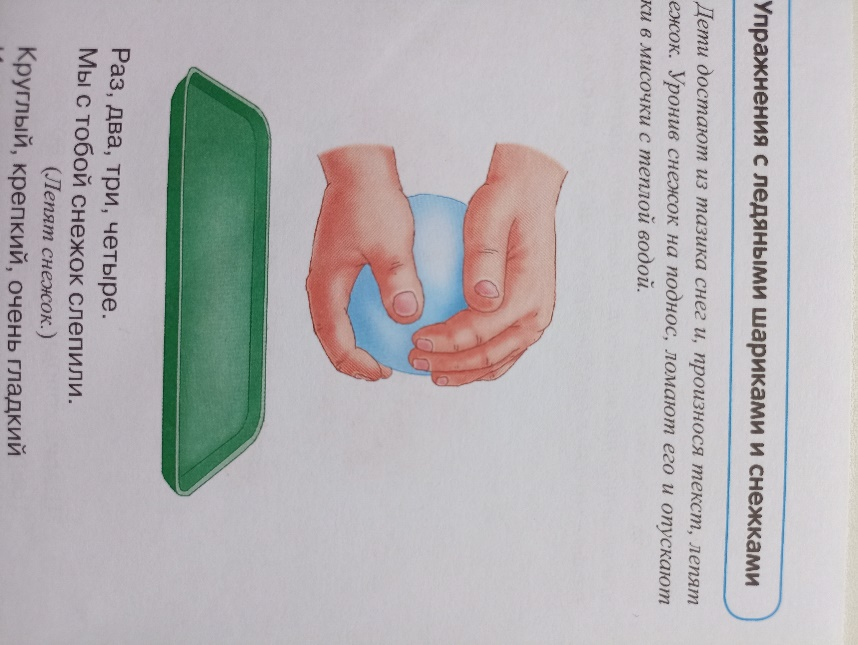 Упражнения с ледяными шариками и снежками
Дети достают из тазика снег и, произнося текст, лепят
ежок. Уронив снежок на поднос, ломают его и опускают
ки в мисочки с теплой водой.
Раз, два, три, четыре.
Мы с тобой снежок слепили.
(Лепят снежок.)
Круглый, крепкий, очень гладкий